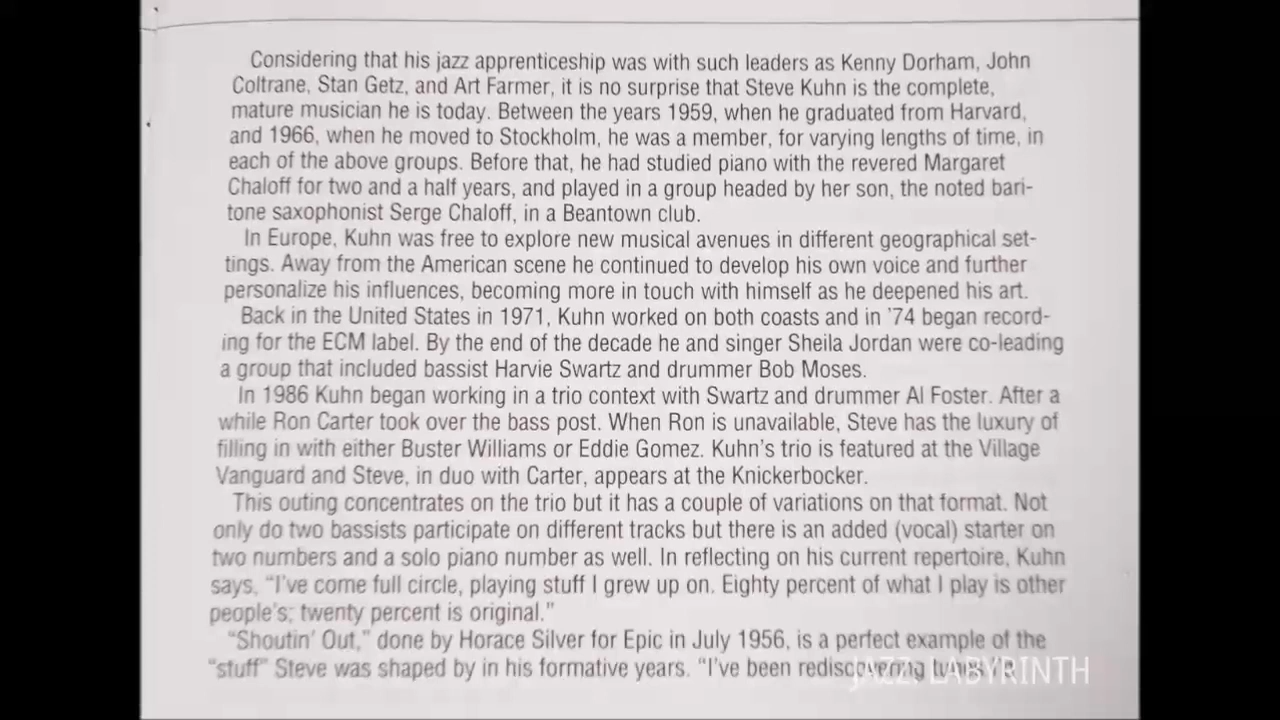 Considering that his jazz apprenticeship was with such leaders as Kenny Dorham, John
Coltrane, Stan Getz, and Art Farmer, it is no surprise that Steve Kuhn is the complete,
mature musician he is today. Between the years 1959, when he graduated from Harvard,
and 1966, when he moved to Stockholm, he was a member, for varying lengths of time, in
each of the above groups. Before that, he had studied piano with the revered Margaret
Chaloff for two and a half years, and played in a group headed by her son, the noted bari-
tone saxophonist Serge Chaloff, in a Beantown club.
In Europe, Kuhn was free to explore new musical avenues in different geographical set-
tings. Away from the American scene he continued to develop his own voice and further
personalize his influences, becoming more in touch with himself as he deepened his art.
Back in the United States in 1971, Kuhn worked on both coasts and in '74 began record-
ing for the ECM label. By the end of the decade he and singer Sheila Jordan were co-leading
a group that included bassist Harvie Swartz and drummer Bob Moses.
In 1986 Kuhn began working in a trio context with Swartz and drummer Al Foster. After a
while Ron Carter took over the bass post. When Ron is unavailable, Steve has the luxury of
filling in with either Buster Williams or Eddie Gomez. Kuhn's trio is featured at the Village
Vanguard and Steve, in duo with Carter, appears at the Knickerbocker.
This outing concentrates on the trio but it has a couple of variations on that format. Not
only do two bassists participate on different tracks but there is an added (vocal) starter on
two numbers and a solo piano number as well. In reflecting on his current repertoire, Kuhn
says, "I've come full circle, playing stuff I grew up on. Eighty percent of what I play is other
people's; twenty percent is original."
"Shoutin' Out," done by Horace Silver for Epic in July 1956, is a perfect example of the
"stuff" Steve was shaped by in his formative years. "I've been rediscovering
JAZZ LABYRINTH